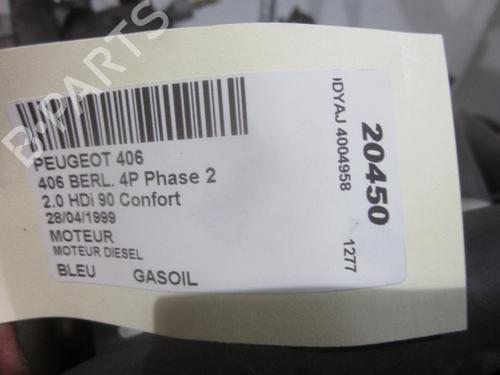 PEUGEOT 406
406 BERL. 4P Phase 2
2.0 HDi 90 Confort
28/04/1999
MOTEUR
MOTEUR DIESEL
BLEU GASOIL
IDYAJ 4004958
20450
1277
B-PARTS